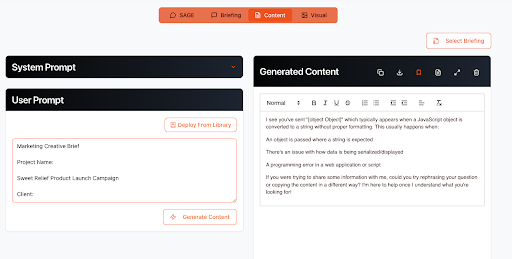 SAGE Briefing Content Visual
Select Briefing
System Prompt
User Prompt
Deploy From Library
Marketing Creative Brief
Project Name:
Sweet Relief Product Launch Campaign
Client:
Generate Content
Generated Content
Normal B I U S
I see you've sent "[object Object]" which typically appears when a JavaScript object is
converted to a string without proper formatting. This usually happens when:
An object is passed where a string is expected
There's an issue with how data is being serialized/displayed
A programming error in a web application or script
If you were trying to share some information with me, could you try rephrasing your question
or copying the content in a different way? I'm here to help once I understand what you're
looking for!